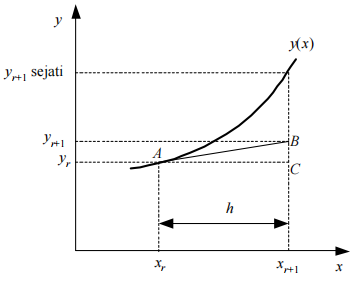 y
y(x)
y_{r+1} sejati
y_{r+1}
B
A
y_r
C
h
x_r
x_{r+1}
x